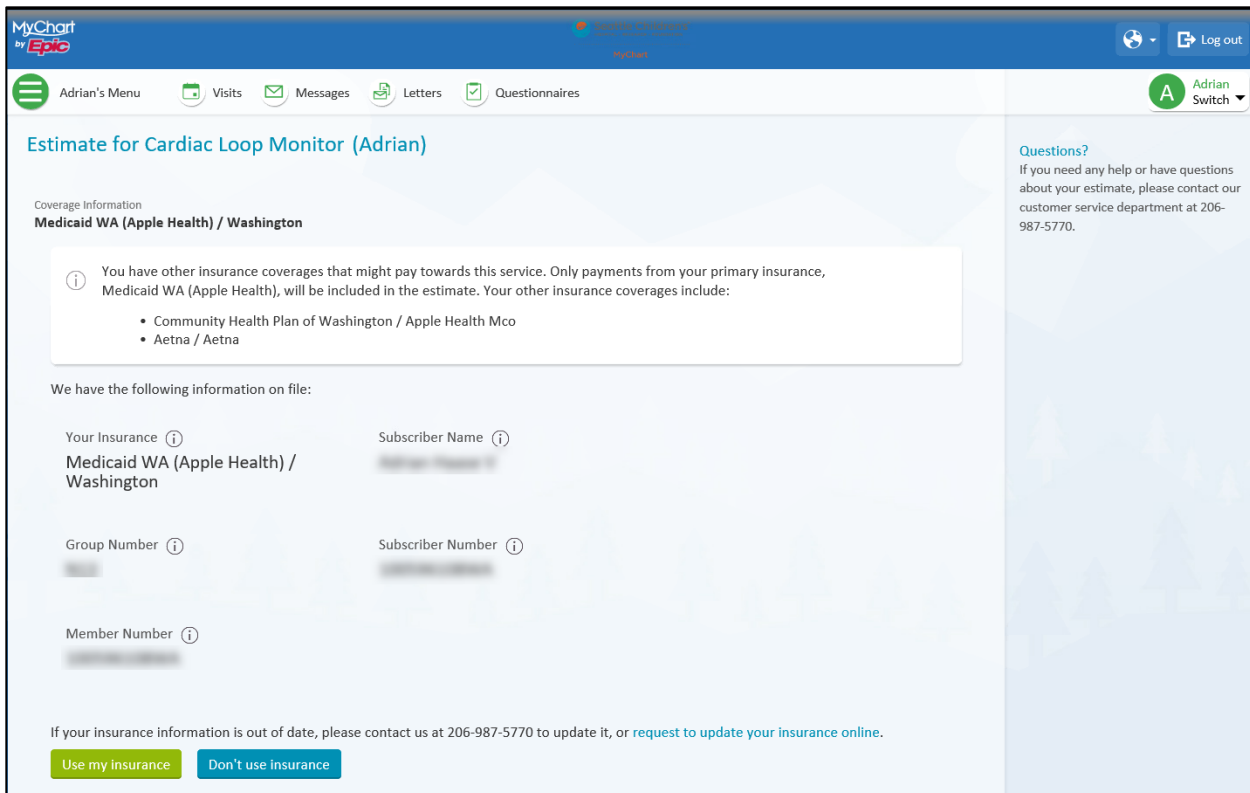 MyChart
by Epic
MyChart
Log out
Adrian's Menu
Visits
Messages
Letters
Questionnaires
A
Adrian
Switch
Estimate for Cardiac Loop Monitor (Adrian)
Coverage Information
Medicaid WA (Apple Health) / Washington
You have other insurance coverages that might pay towards this service. Only payments from your primary insurance,
Medicaid WA (Apple Health), will be included in the estimate. Your other insurance coverages include:
• Community Health Plan of Washington / Apple Health Mco
• Aetna / Aetna
We have the following information on file:
Your Insurance
Subscriber Name
Medicaid WA (Apple Health) /
Washington
Group Number
Subscriber Number
Member Number
If your insurance information is out of date, please contact us at 206-987-5770 to update it, or request to update your insurance online.
Use my insurance
Don't use insurance
Questions?
If you need any help or have questions
about your estimate, please contact our
customer service department at 206-
987-5770.